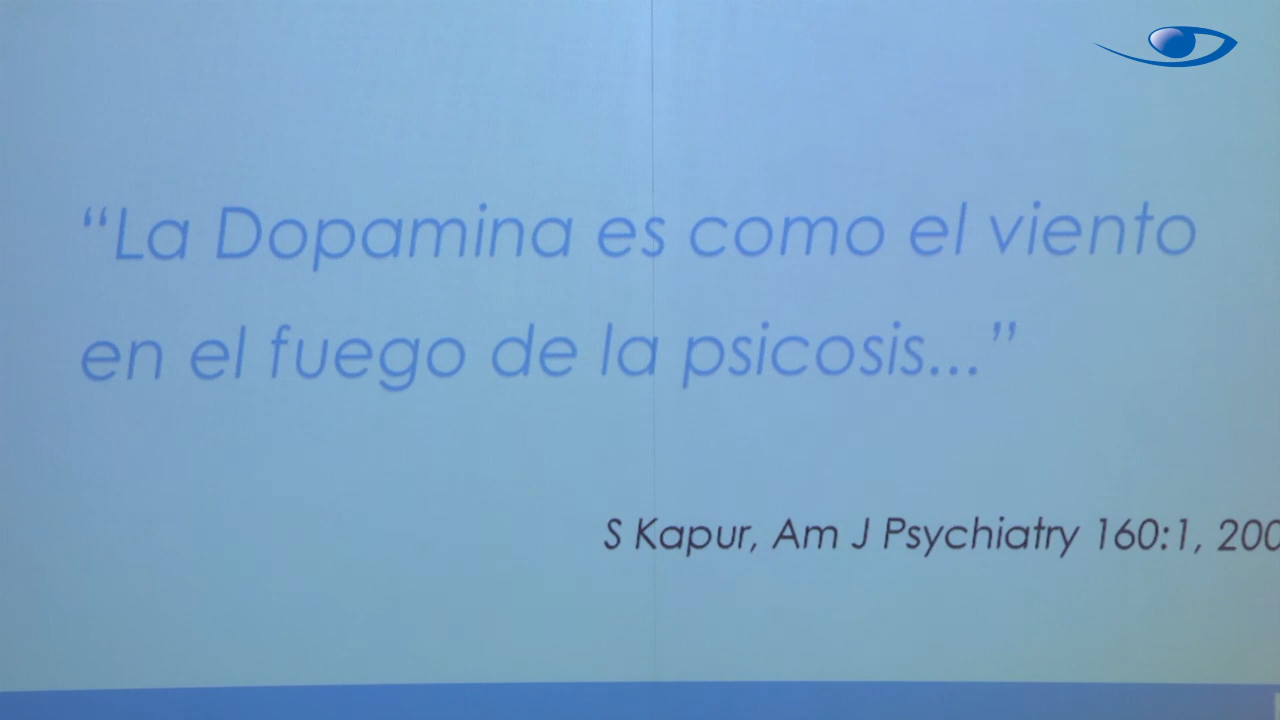 “La Dopamina es como el viento
en el fuego de la psicosis...”
S Kapur, Am J Psychiatry 160:1, 200